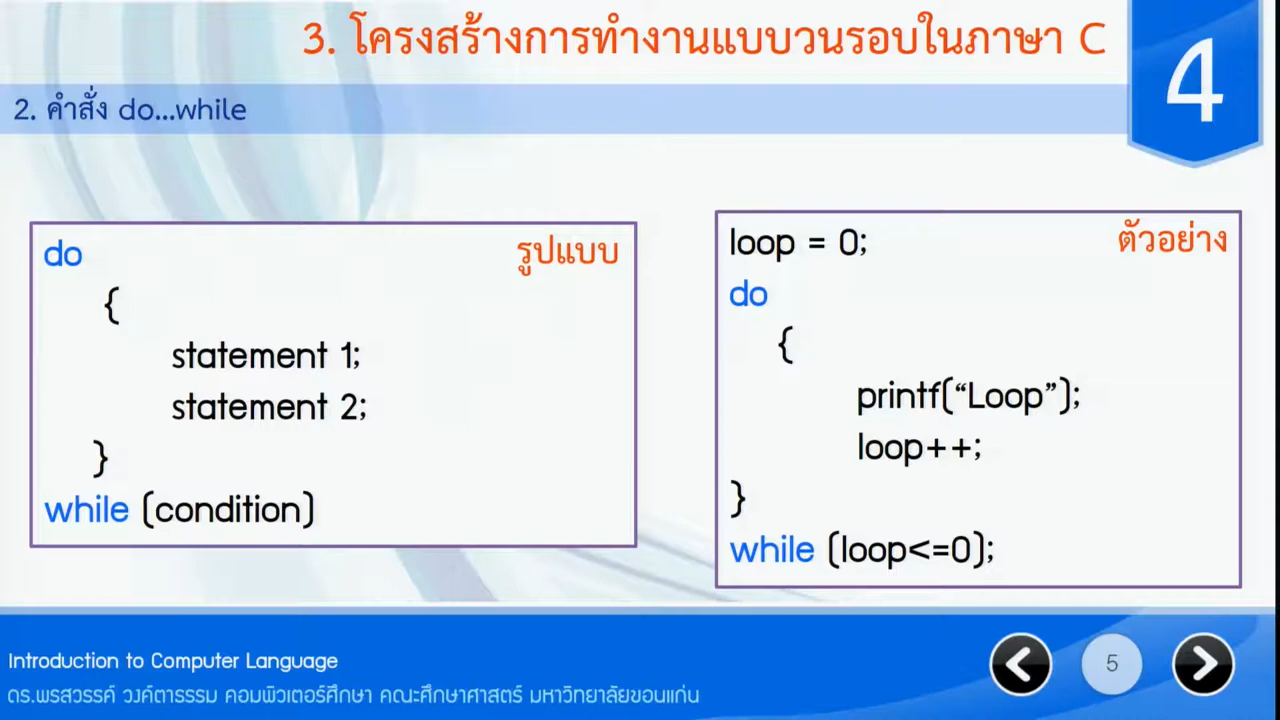 3. โครงสร้างการทำงานแบบวนรอบในภาษา C
4
2. คำสั่ง do...while
do
รูปแบบ
{
statement 1;
statement 2;
}
while (condition)
loop = 0;
ตัวอย่าง
do
{
printf(“Loop”);
loop++;
}
while (loop<=0);
Introduction to Computer Language
ดร.พรสวรรค์ วงค์ตาธรรม คอมพิวเตอร์ศึกษา คณะศึกษาศาสตร์ มหาวิทยาลัยขอนแก่น
5